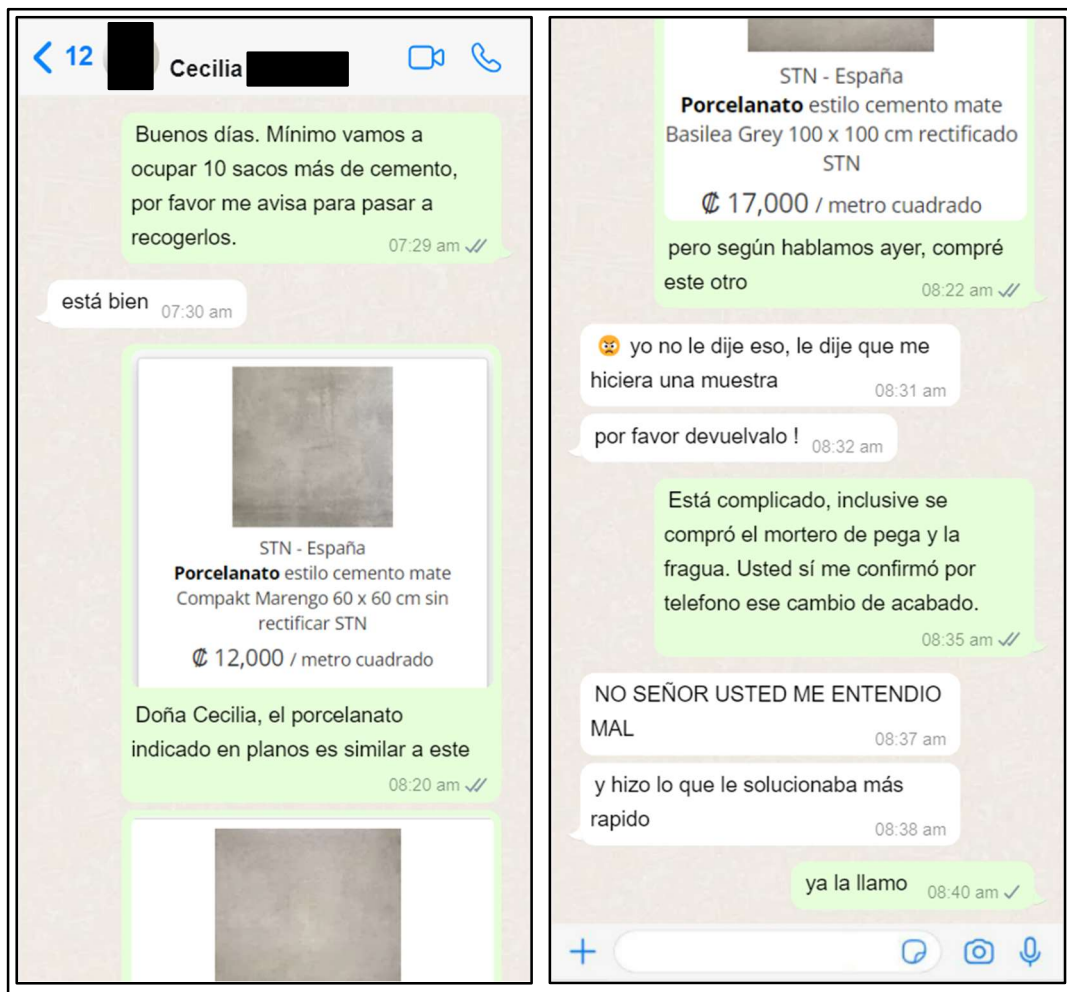 12
Cecilia
Buenos días. Mínimo vamos a
ocupar 10 sacos más de cemento,
por favor me avisa para pasar a
recogerlos.
07:29 am
está bien
07:30 am
STN - España
Porcelanato estilo cemento mate
Compakt Marengo 60 x 60 cm sin
rectificar STN
₡ 12,000 / metro cuadrado
Doña Cecilia, el porcelanato
indicado en planos es similar a este
08:20 am
STN - España
Porcelanato estilo cemento mate
Basilea Grey 100 x 100 cm rectificado
STN
₡ 17,000 / metro cuadrado
pero según hablamos ayer, compré
este otro
08:22 am
😠 yo no le dije eso, le dije que me
hiciera una muestra
08:31 am
por favor devuelvalo !
08:32 am
Está complicado, inclusive se
compró el mortero de pega y la
fragua. Usted sí me confirmó por
telefono ese cambio de acabado.
08:35 am
NO SEÑOR USTED ME ENTENDIO
MAL
08:37 am
y hizo lo que le solucionaba más
rapido
08:38 am
ya la llamo
08:40 am